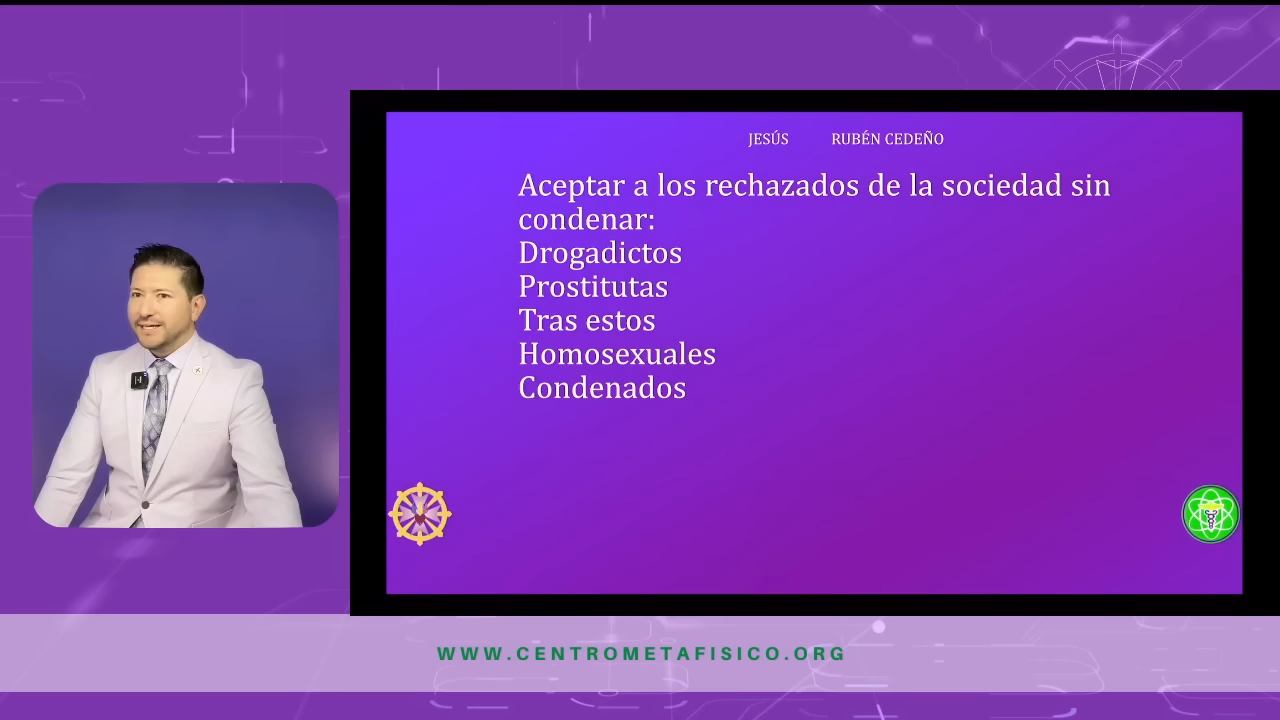 JESÚS RUBÉN CEDEÑO
Aceptar a los rechazados de la sociedad sin
condenar:
Drogadictos
Prostitutas
Tras estos
Homosexuales
Condenados
WWW.CENTROMETAFISICO.ORG